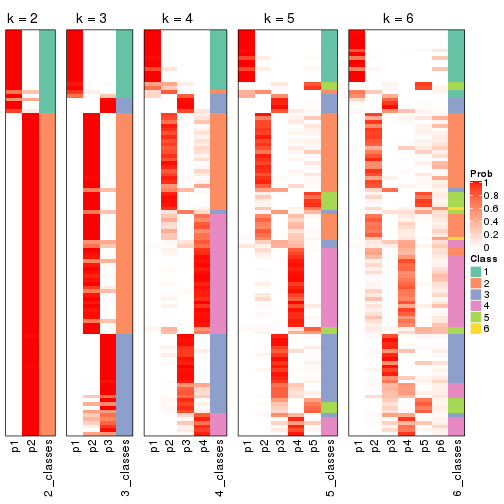 k = 2
k = 3
k = 4
k = 5
k = 6
p1
p2
2_classes
p1
p2
p3
3_classes
p1
p2
p3
p4
4_classes
p1
p2
p3
p4
p5
5_classes
p1
p2
p3
p4
p5
p6
6_classes
Prob
1
0.8
0.6
0.4
0.2
0
Class
1
2
3
4
5
6